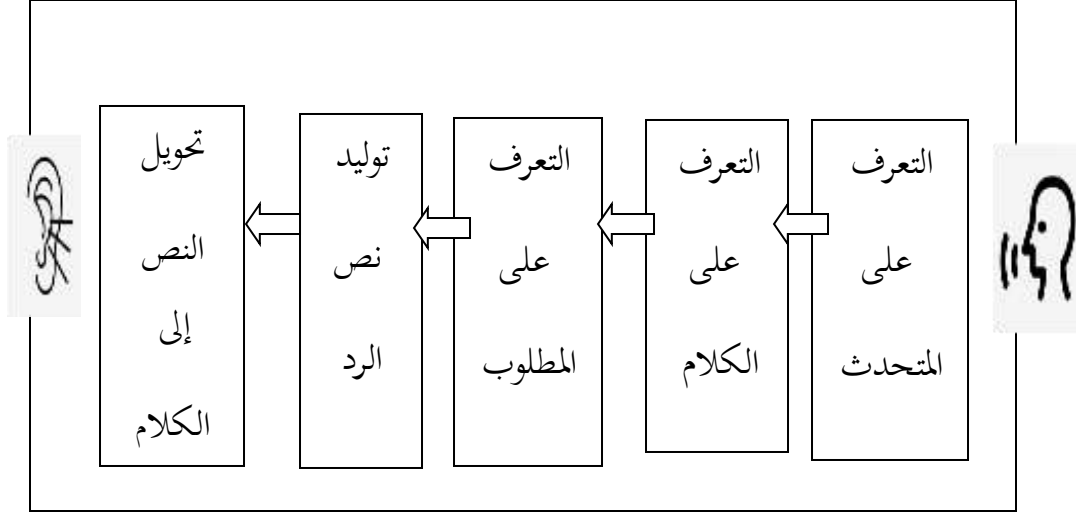 التعرف
على
المتحدث
التعرف
على
الكلام
التعرف
على
المطلوب
توليد
نص
الرد
تحويل
النص
إلى
الكلام